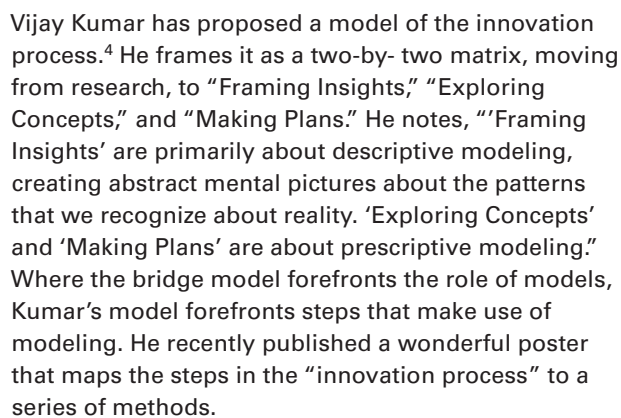 Vijay Kumar has proposed a model of the innovation
process.⁴ He frames it as a two-by- two matrix, moving
from research, to “Framing Insights,” “Exploring
Concepts,” and “Making Plans.” He notes, “’Framing
Insights’ are primarily about descriptive modeling,
creating abstract mental pictures about the patterns
that we recognize about reality. ‘Exploring Concepts’
and ‘Making Plans’ are about prescriptive modeling.”
Where the bridge model forefronts the role of models,
Kumar’s model forefronts steps that make use of
modeling. He recently published a wonderful poster
that maps the steps in the “innovation process” to a
series of methods.